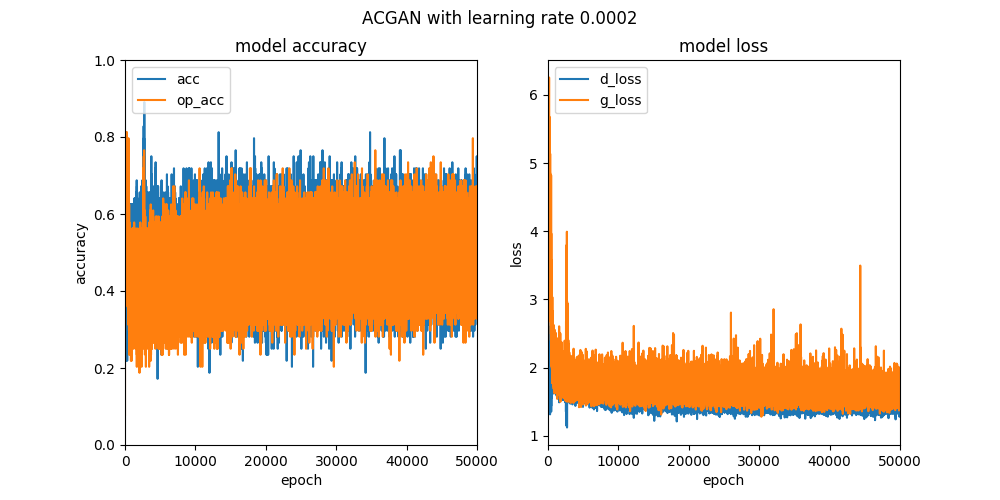 ACGAN with learning rate 0.0002
model accuracy
acc
op_acc
1.0
0.8
0.6
0.4
0.2
0.0
accuracy
0 10000 20000 30000 40000 50000
epoch
model loss
d_loss
g_loss
6
5
4
3
2
1
loss
0 10000 20000 30000 40000 50000
epoch